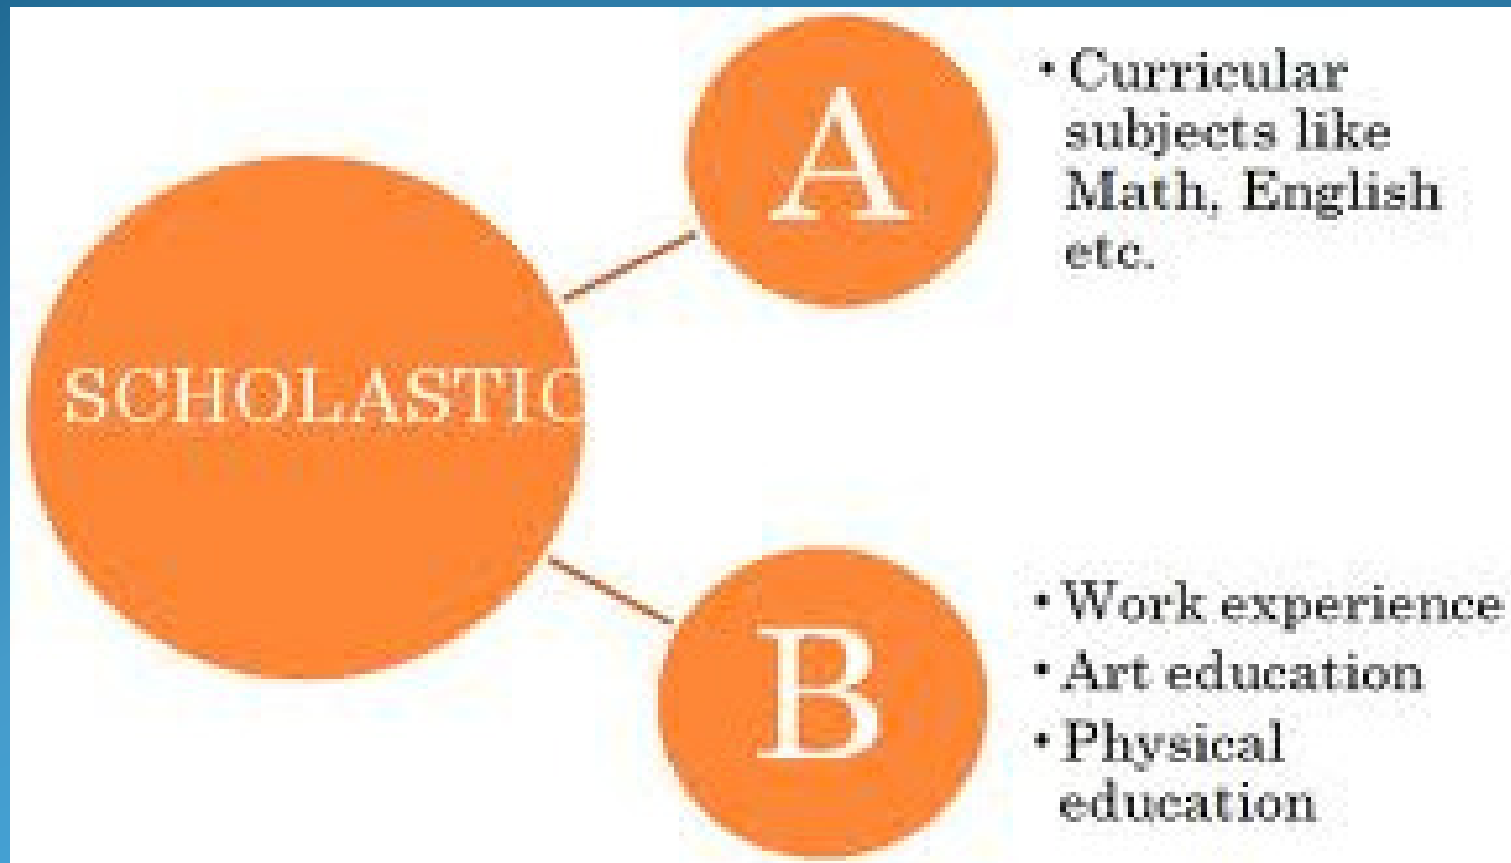 SCHOLASTIC
A
• Curricular
subjects like
Math, English
etc.
B
• Work experience
• Art education
• Physical
education